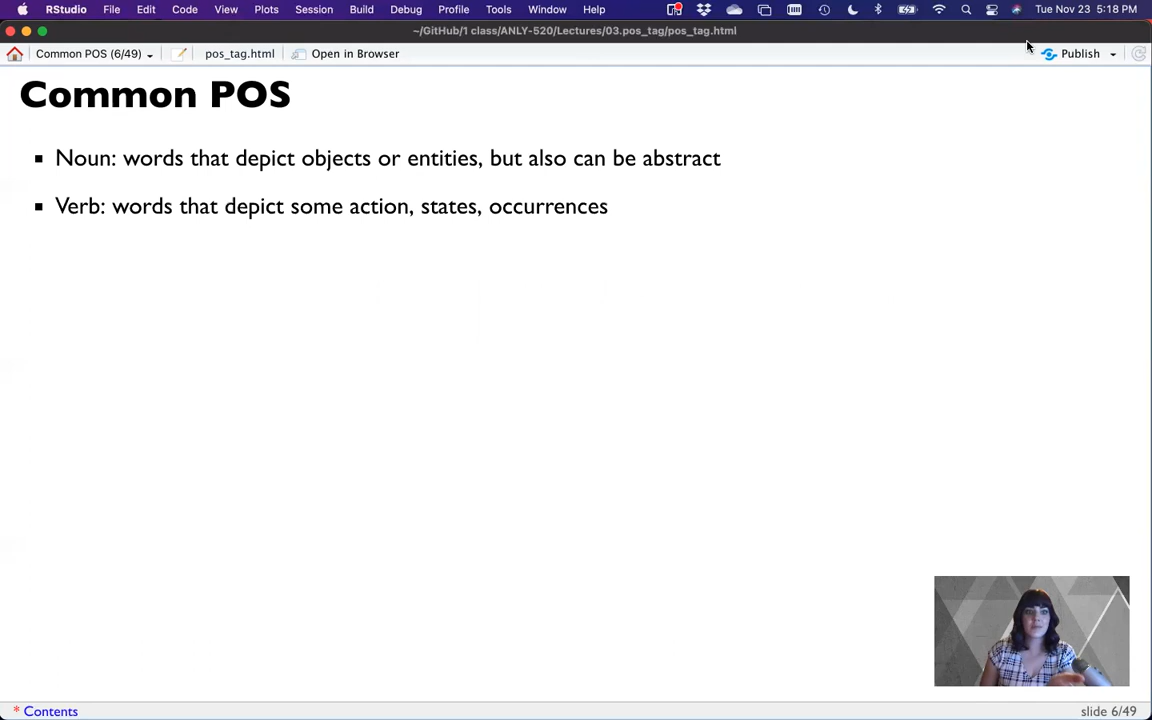 RStudio File Edit Code View Plots Session Build Debug Profile Tools Window Help Tue Nov 23 5:18 PM
~/GitHub/1 class/ANLY-520/Lectures/03.pos_tag/pos_tag.html
Common POS (6/49) pos_tag.html Open in Browser Publish
Common POS
▪ Noun: words that depict objects or entities, but also can be abstract
▪ Verb: words that depict some action, states, occurrences
* Contents slide 6/49